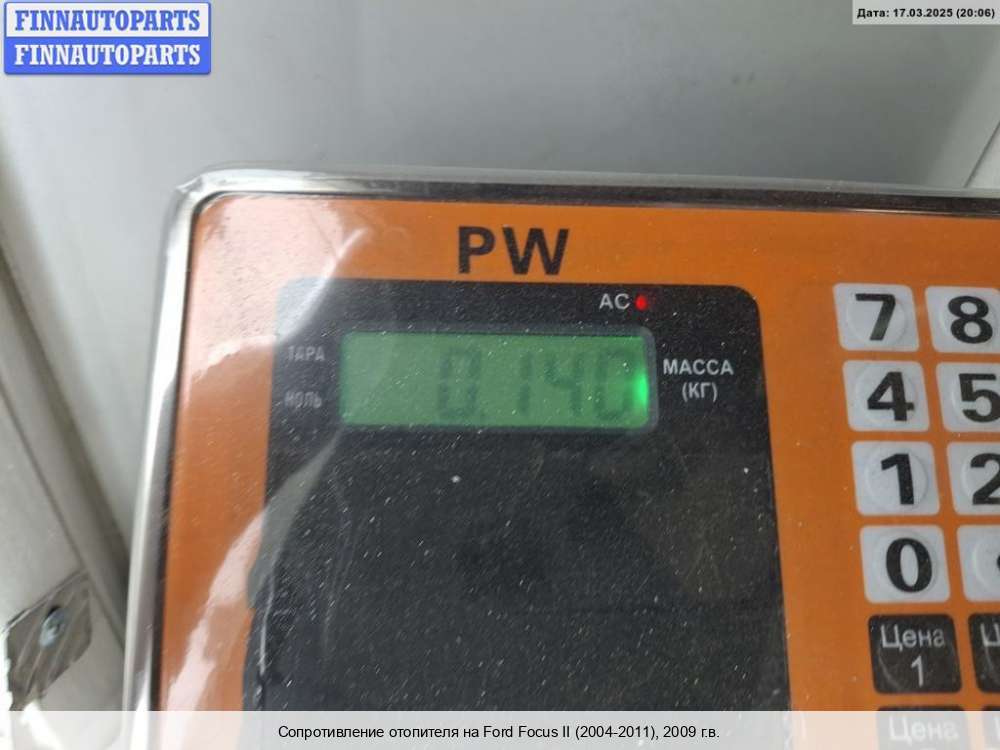 FINNAUTOPARTS
FINNAUTOPARTS
Дата: 17.03.2025 (20:06)
PW
AC
ТАРА
НОЛЬ
0.140
МАССА
(КГ)
7 8
4 5
1 2
0
Цена
1
Цена
Сопротивление отопителя на Ford Focus II (2004-2011), 2009 г.в.